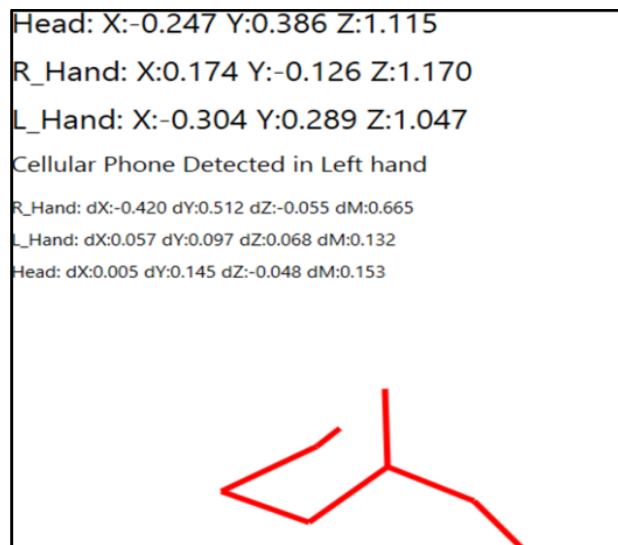 Head: X:-0.247 Y:0.386 Z:1.115
R_Hand: X:0.174 Y:-0.126 Z:1.170
L_Hand: X:-0.304 Y:0.289 Z:1.047
Cellular Phone Detected in Left hand
R_Hand: dX:-0.420 dY:0.512 dZ:-0.055 dM:0.665
L_Hand: dX:0.057 dY:0.097 dZ:0.068 dM:0.132
Head: dX:0.005 dY:0.145 dZ:-0.048 dM:0.153